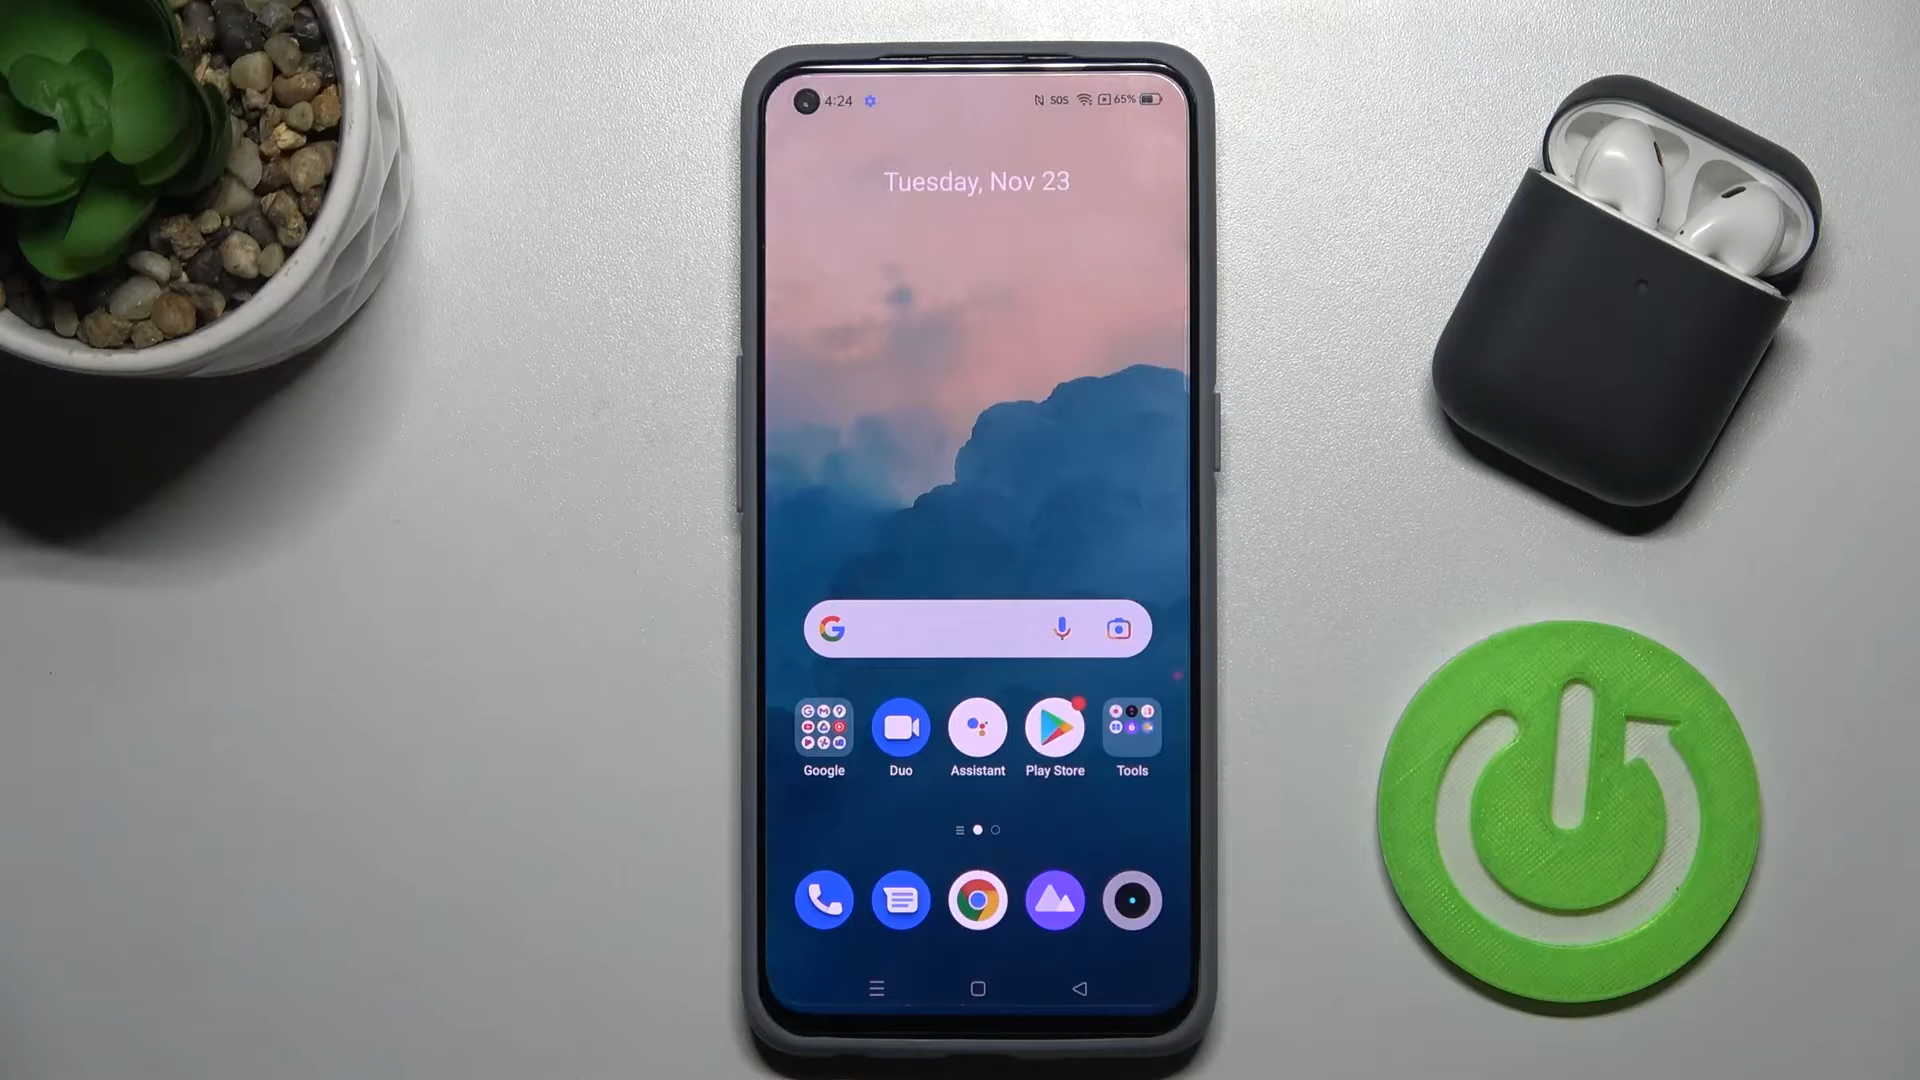 4:24 SOS 65%
Tuesday, Nov 23
Google Duo Assistant Play Store Tools